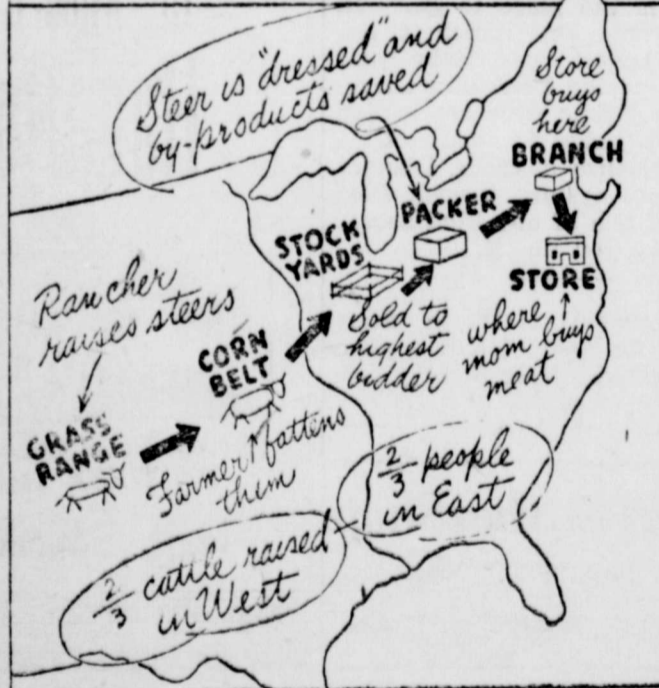 Steer is "dressed" and
by-products saved
Store
buys
here
BRANCH
PACKER
STOCK
YARDS
STORE
Rancher
raises steers
Sold to
highest
bidder
where
mom buys
meat
CORN
BELT
GRASS
RANGE
Farmer fattens
them
2/3 people
in East
2/3 cattle raised
in West